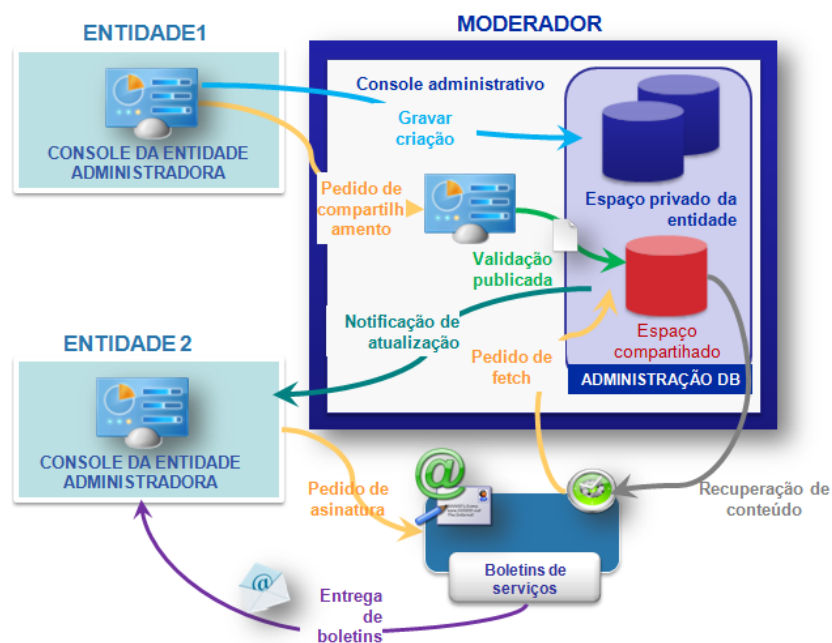 ENTIDADE1
CONSOLE DA ENTIDADE
ADMINISTRADORA
MODERADOR
Console administrativo
Gravar
criação
Espaço privado da
entidade
Pedido de
compartilh
amento
Validação
publicada
Notificação de
atualização
Espaço
compartihado
Pedido de
fetch
ADMINISTRAÇÃO DB
ENTIDADE 2
CONSOLE DA ENTIDADE
ADMINISTRADORA
Pedido de
asinatura
Recuperação de
conteúdo
Boletins de
serviços
Entrega
de
boletins